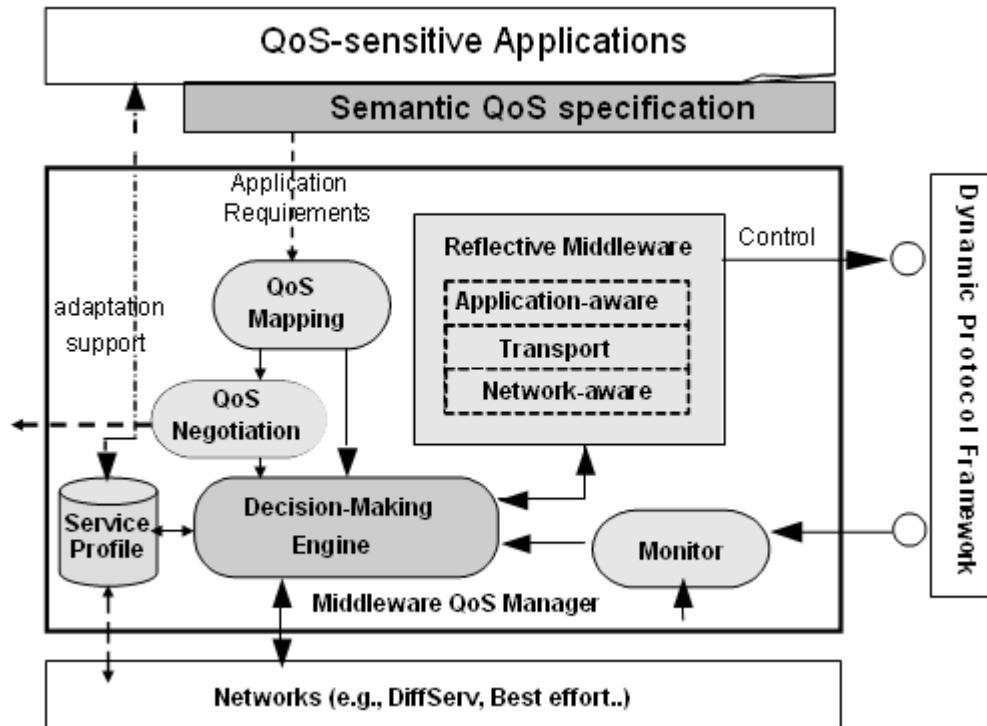 QoS-sensitive Applications
Semantic QoS specification
Application
Requirements
Reflective Middleware
Control
Application-aware
Transport
Network-aware
QoS
Mapping
adaptation
support
QoS
Negotiation
Decision-Making
Engine
Service
Profile
Monitor
Middleware QoS Manager
Dynamic Protocol Framework
Networks (e.g., DiffServ, Best effort..)